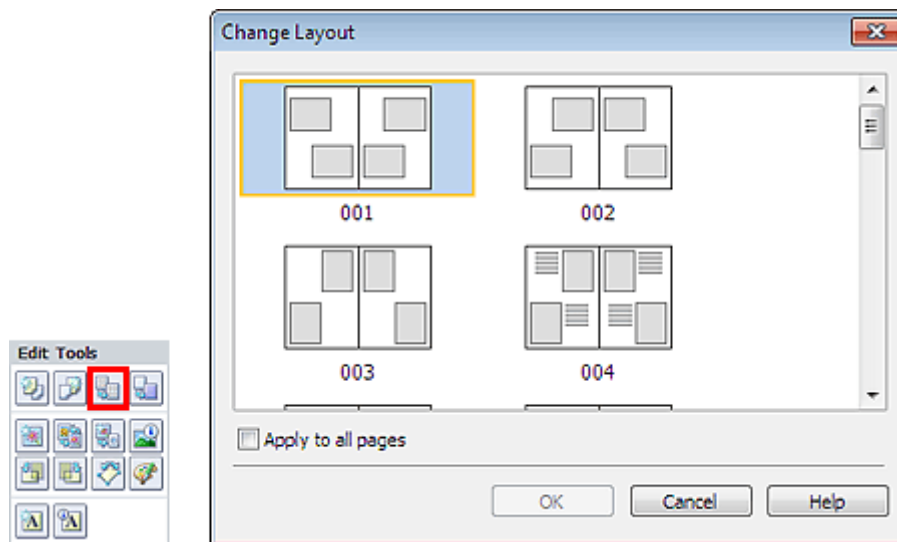 Change Layout
001
002
003
004
Edit Tools
Apply to all pages
OK
Cancel
Help